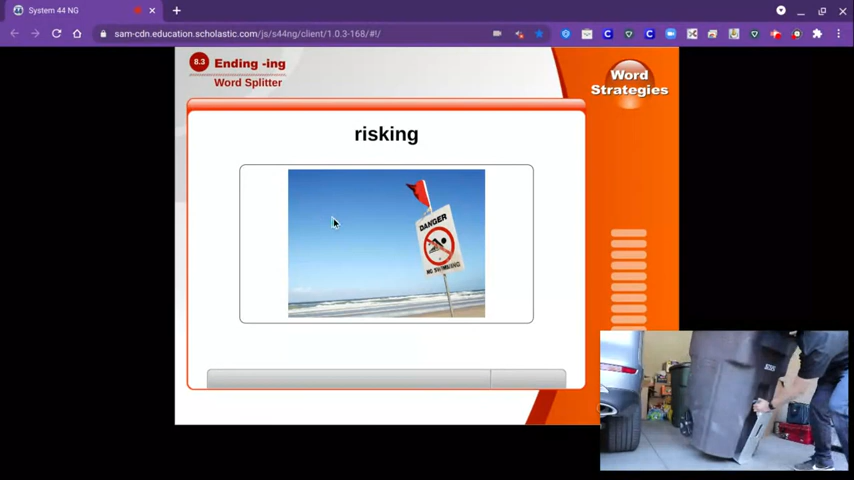 System 44 NG
sam-cdn.education.scholastic.com/js/s44ng/client/1.0.3-168/#!/
8.3 Ending -ing
Word Splitter
Word
Strategies
risking
DANGER
NO SWIMMING